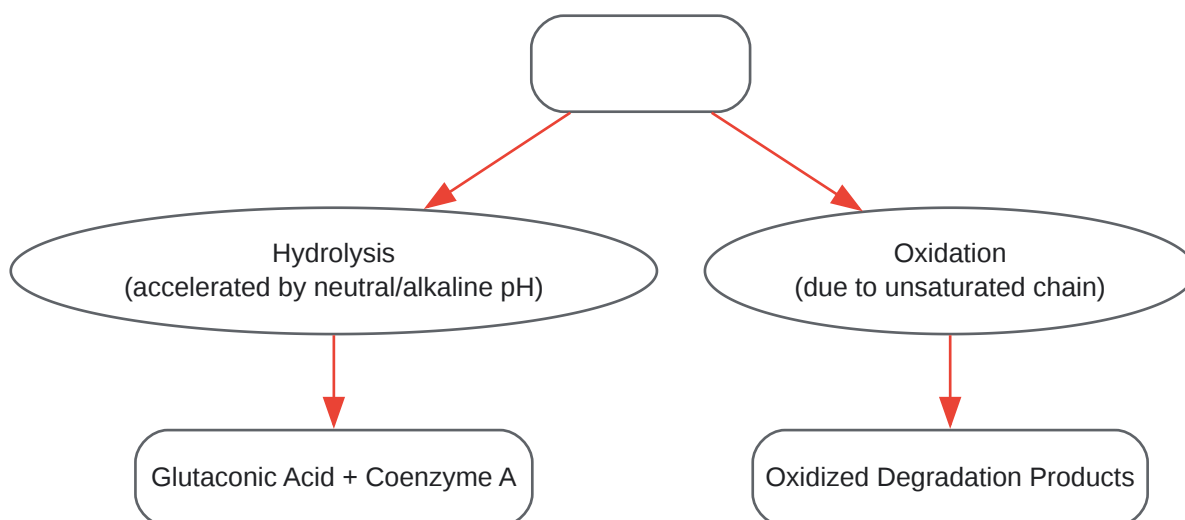 Hydrolysis
(accelerated by neutral/alkaline pH)
Oxidation
(due to unsaturated chain)
Glutaconic Acid + Coenzyme A
Oxidized Degradation Products